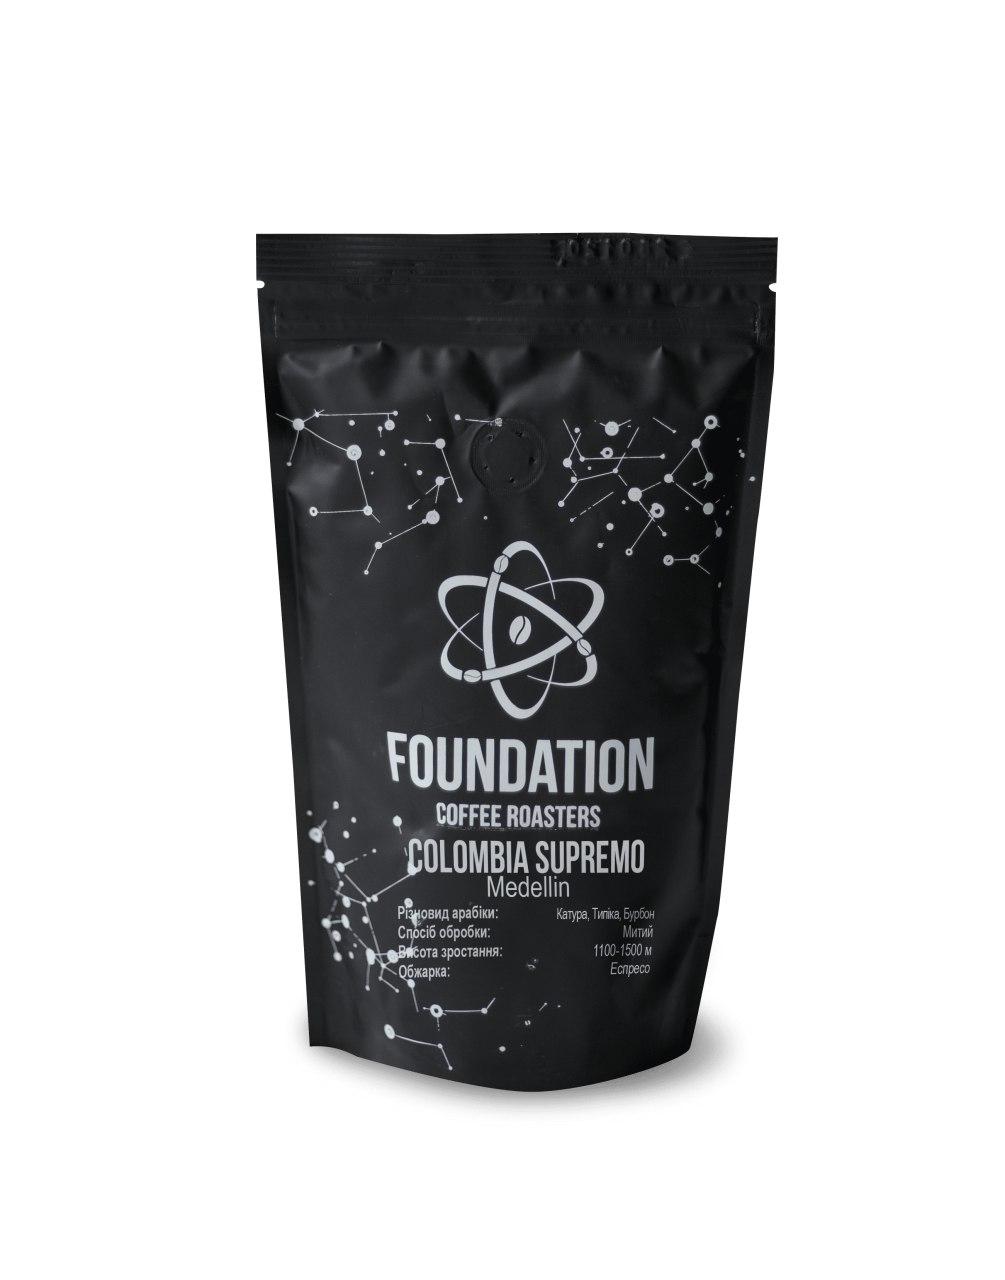 FOUNDATION
COFFEE ROASTERS
COLOMBIA SUPREMO
Medellin
Різновид арабіки: Катура, Типіка, Бурбон
Спосіб обробки: Митий
Висота зростання: 1100-1500 м
Обжарка: Еспресо